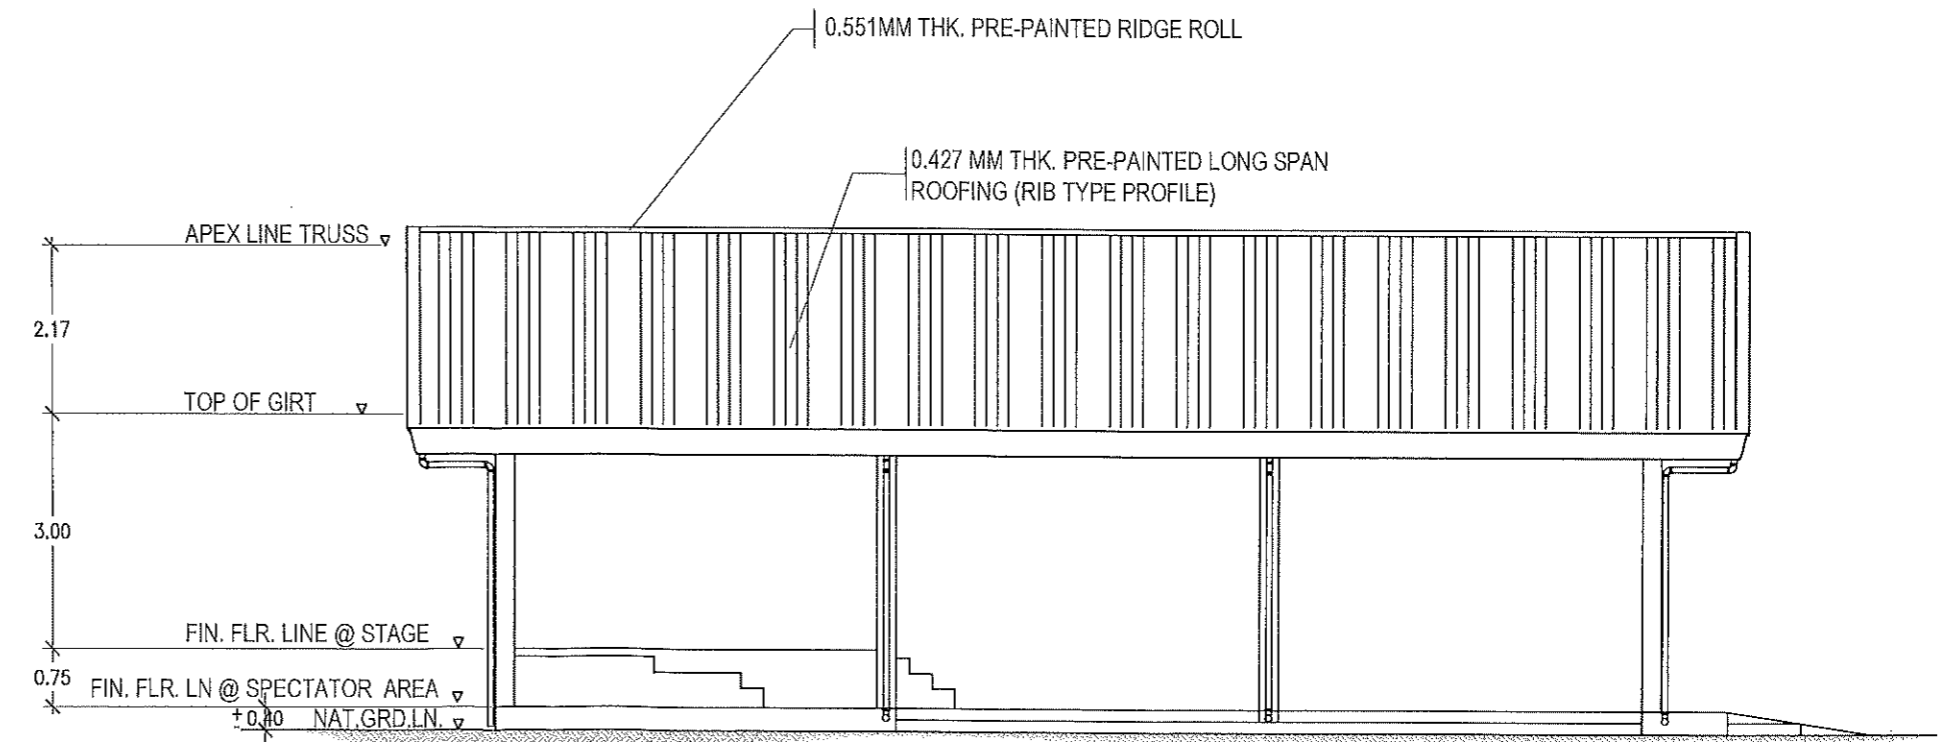 0.551MM THK. PRE-PAINTED RIDGE ROLL
0.427 MM THK. PRE-PAINTED LONG SPAN
ROOFING (RIB TYPE PROFILE)
APEX LINE TRUSS
2.17
TOP OF GIRT
3.00
FIN. FLR. LINE @ STAGE
0.75
FIN. FLR. LN @ SPECTATOR AREA
± 0.40 NAT.GRD.LN.